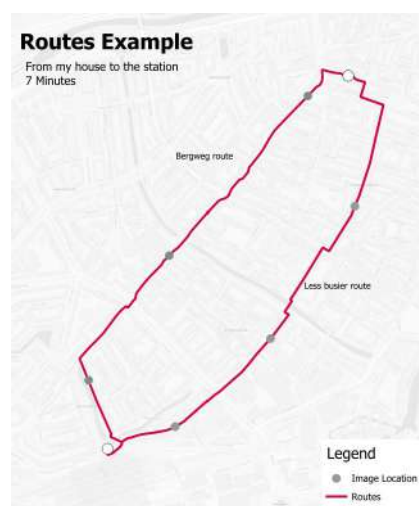 Routes Example
From my house to the station
7 Minutes
Bergweg route
Less busier route
Legend
Image Location
Routes